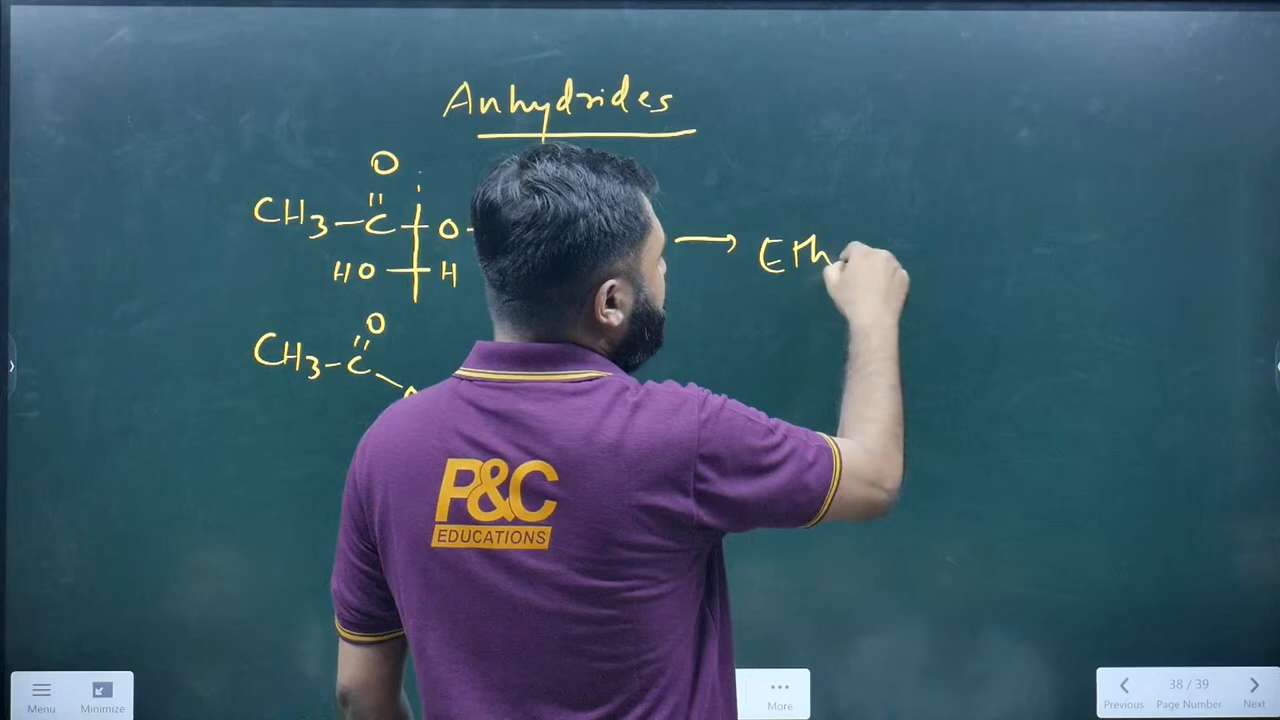 Anhydrides
O
CH3-C-O-
HO H
→ Eth
O
CH3-C
P&C
EDUCATIONS
Menu
Minimize
More
Previous
38 / 39
Page Number
Next